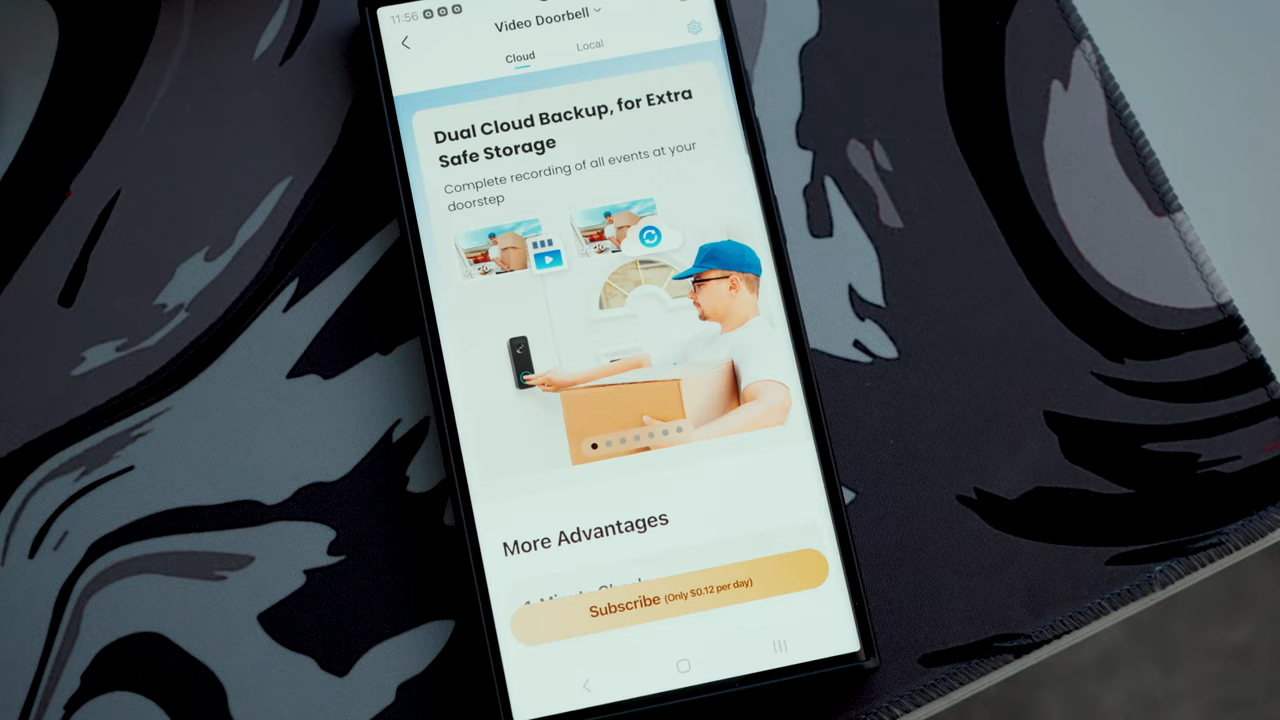 11:56
Video Doorbell
Cloud
Local
Dual Cloud Backup, for Extra
Safe Storage
Complete recording of all events at your
doorstep
More Advantages
Subscribe (Only $0.12 per day)